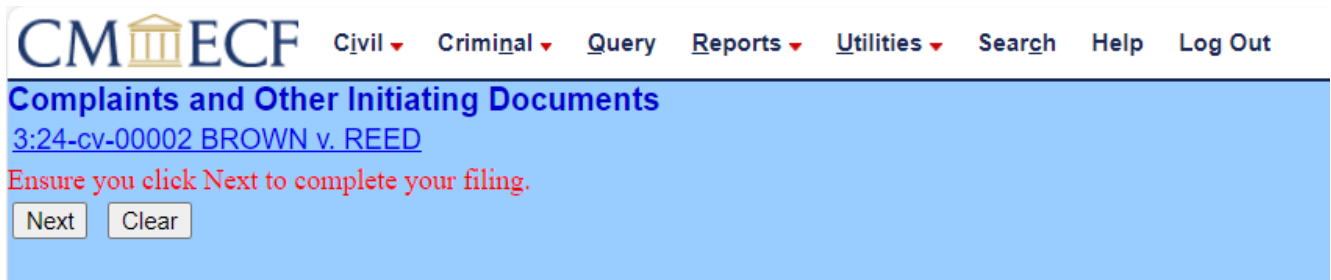 CM ECF Civil Criminal Query Reports Utilities Search Help Log Out
Complaints and Other Initiating Documents
3:24-cv-00002 BROWN v. REED
Ensure you click Next to complete your filing.
Next Clear